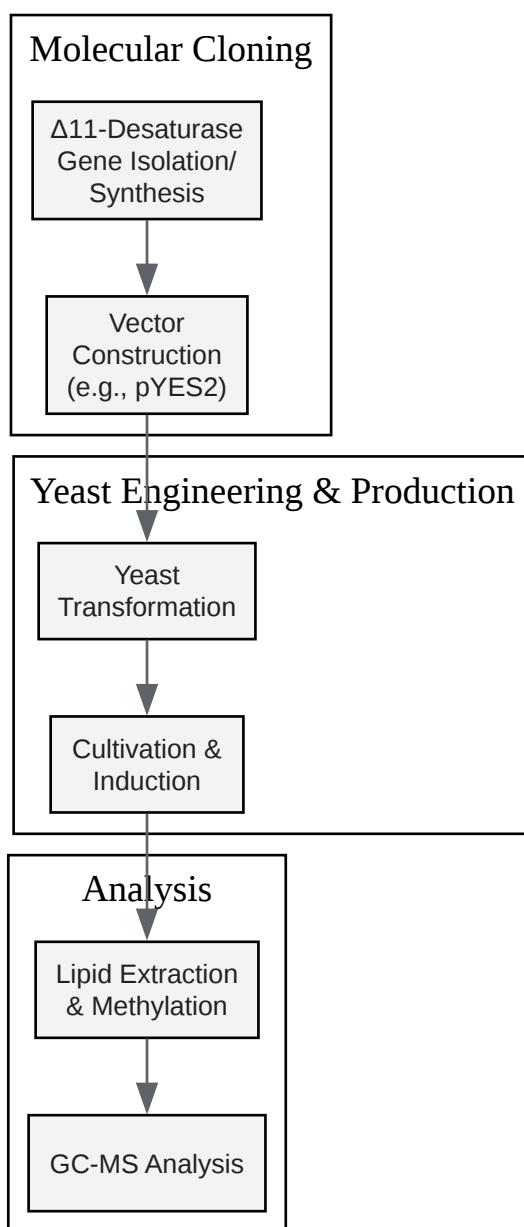 Molecular Cloning
Δ11-Desaturase
Gene Isolation/
Synthesis
Vector
Construction
(e.g., pYES2)
Yeast Engineering & Production
Yeast
Transformation
Cultivation &
Induction
Analysis
Lipid Extraction
& Methylation
GC-MS Analysis